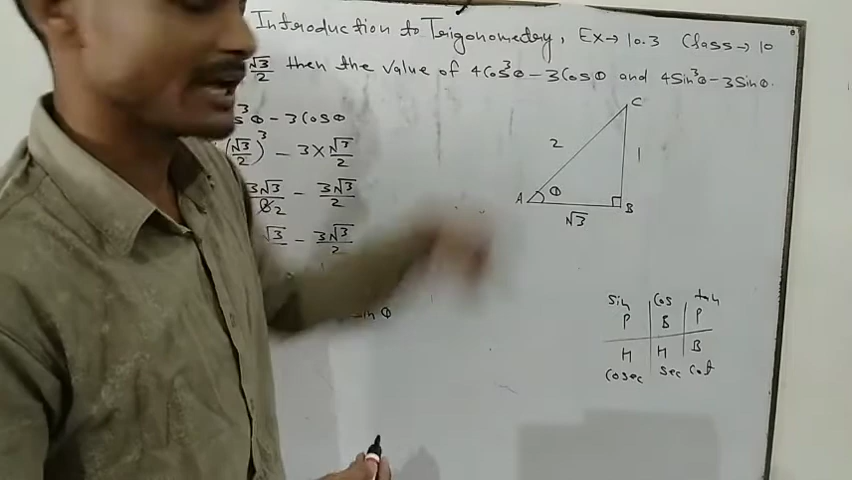 Introduction to Trigonometry, Ex → 10.3 Class → 10
√3/2 then the value of 4Cos³θ - 3Cosθ and 4Sin³θ - 3Sinθ.
³θ - 3Cosθ
(√3/2)³ - 3×√3/2
3√3/8 2 - 3√3/2
√3 - 3√3/2
θ
C
2
1
A θ
B
√3
Sin Cos tan
P B P
H H B
Cosec Sec Cot